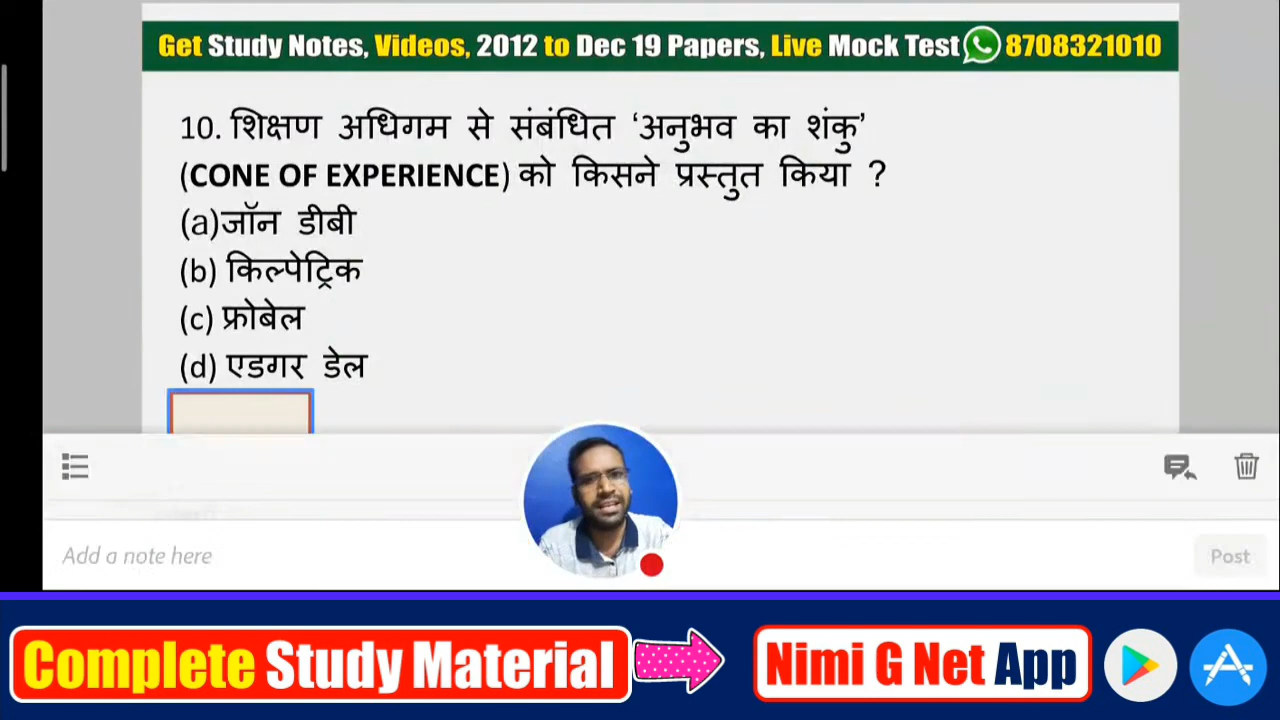 Get Study Notes, Videos, 2012 to Dec 19 Papers, Live Mock Test 8708321010
10. शिक्षण अधिगम से संबंधित ‘अनुभव का शंकु’
(CONE OF EXPERIENCE) को किसने प्रस्तुत किया ?
(a)जॉन डीबी
(b) किल्पेट्रिक
(c) फ्रोबेल
(d) एडगर डेल
Add a note here
Post
Complete Study Material
Nimi G Net App